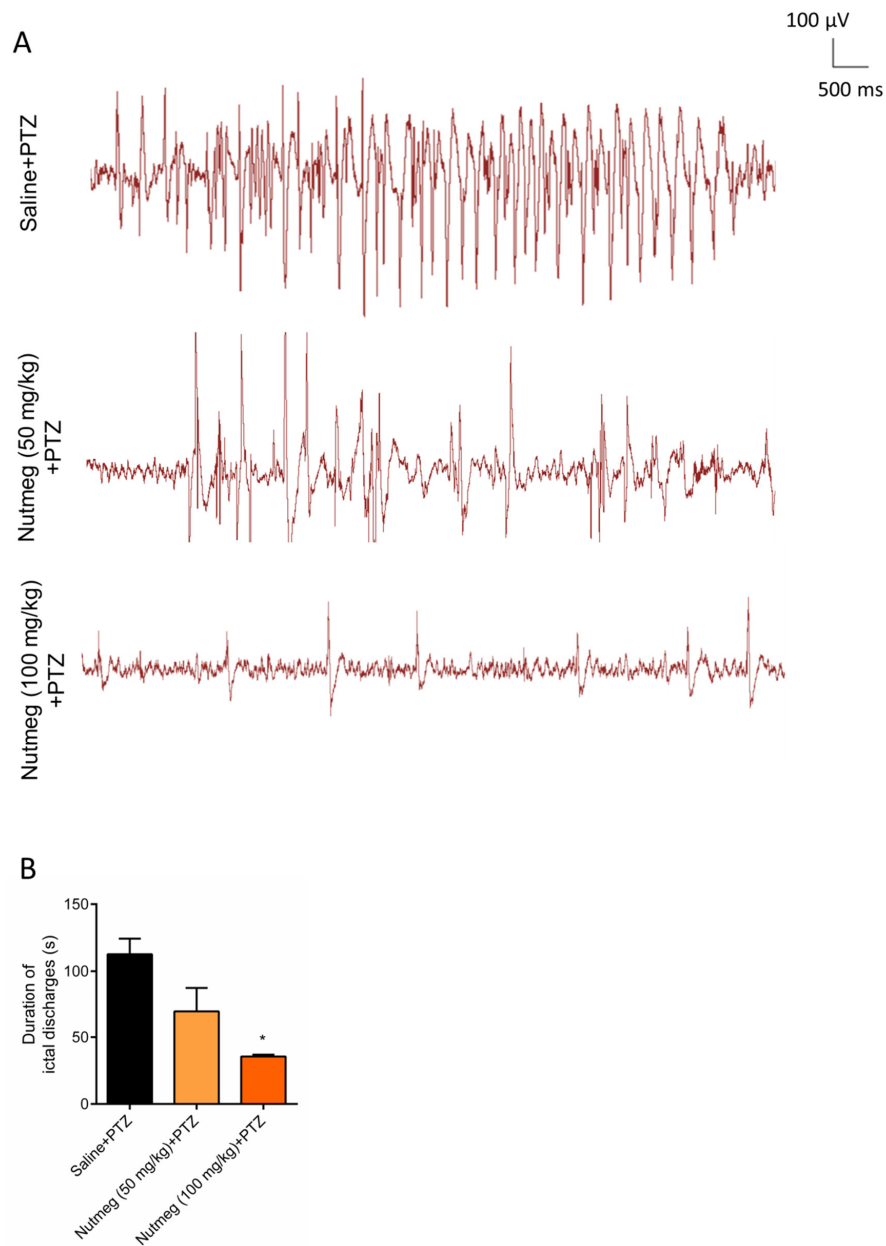 A
100 µV
500 ms
Saline+PTZ
Nutmeg (50 mg/kg)
+PTZ
Nutmeg (100 mg/kg)
+PTZ
B
Duration of
ictal discharges (s)
150
100
50
0
*
Saline+PTZ
Nutmeg (50 mg/kg)+PTZ
Nutmeg (100 mg/kg)+PTZ